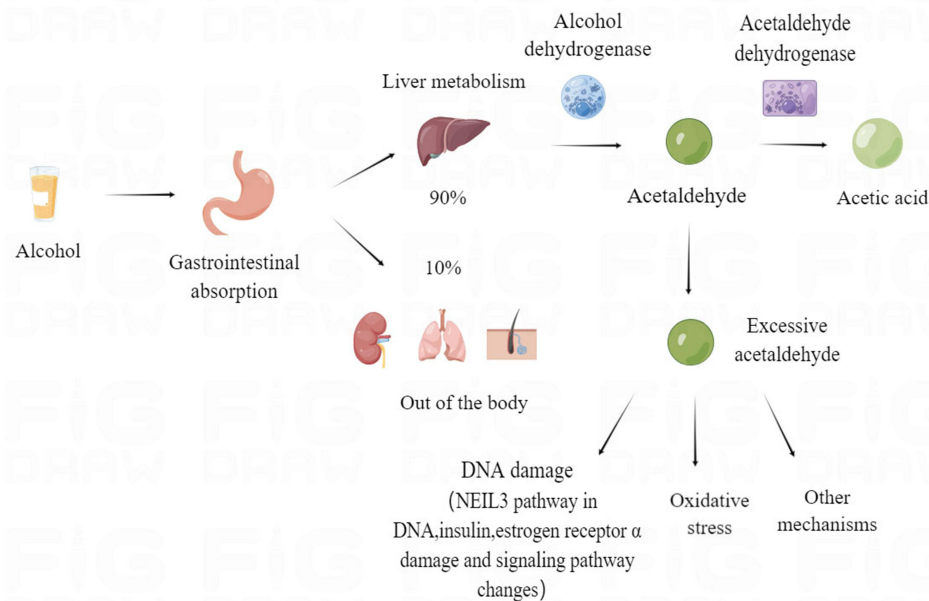 Alcohol
dehydrogenase
Acetaldehyde
dehydrogenase
Liver metabolism
90%
Acetaldehyde
Acetic acid
Alcohol
Gastrointestinal
absorption
10%
Out of the body
Excessive
acetaldehyde
DNA damage
(NEIL3 pathway in
DNA,insulin,estrogen receptor α
damage and signaling pathway
changes)
Oxidative
stress
Other
mechanisms
FIG
DRAW